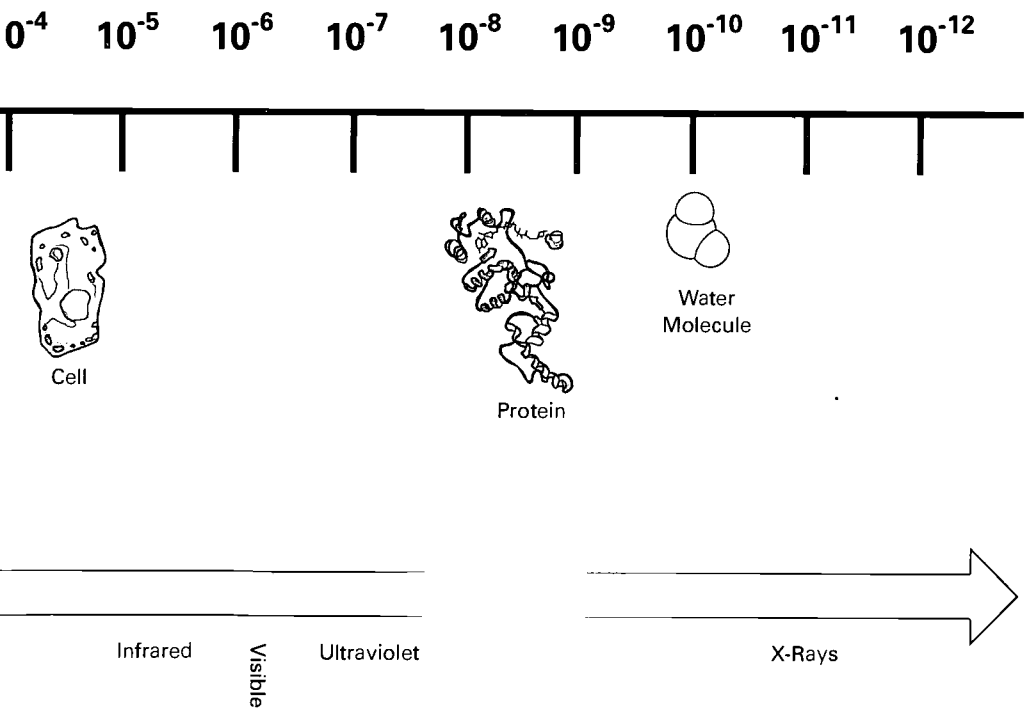 0⁻⁴ 10⁻⁵ 10⁻⁶ 10⁻⁷ 10⁻⁸ 10⁻⁹ 10⁻¹⁰ 10⁻¹¹ 10⁻¹²
Cell
Protein
Water
Molecule
Infrared
Visible
Ultraviolet
X-Rays